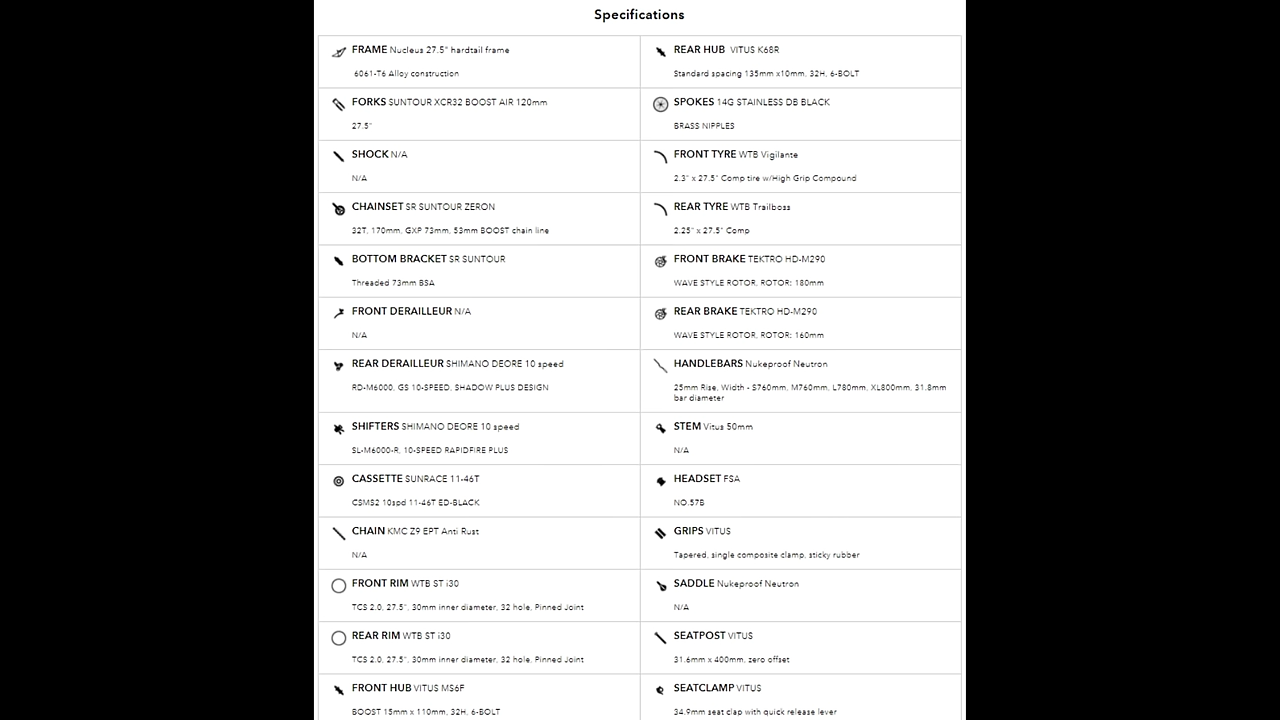 Specifications
FRAME Nucleus 27.5" hardtail frame
6061-T6 Alloy construction
REAR HUB VITUS K68R
Standard spacing 135mm x10mm, 32H, 6-BOLT
FORKS SUNTOUR XCR32 BOOST AIR 120mm
27.5"
SPOKES 14G STAINLESS DB BLACK
BRASS NIPPLES
SHOCK N/A
N/A
FRONT TYRE WTB Vigilante
2.3" x 27.5" Comp tire w/High Grip Compound
CHAINSET SR SUNTOUR ZERON
32T, 170mm, GXP 73mm, 53mm BOOST chain line
REAR TYRE WTB Trailboss
2.25" x 27.5" Comp
BOTTOM BRACKET SR SUNTOUR
Threaded 73mm BSA
FRONT BRAKE TEKTRO HD-M290
WAVE STYLE ROTOR, ROTOR: 180mm
FRONT DERAILLEUR N/A
N/A
REAR BRAKE TEKTRO HD-M290
WAVE STYLE ROTOR, ROTOR: 160mm
REAR DERAILLEUR SHIMANO DEORE 10 speed
RD-M6000, GS 10-SPEED, SHADOW PLUS DESIGN
HANDLEBARS Nukeproof Neutron
25mm Rise, Width - S760mm, M760mm, L780mm, XL800mm, 31.8mm
bar diameter
SHIFTERS SHIMANO DEORE 10 speed
SL-M6000-R, 10-SPEED RAPIDFIRE PLUS
STEM Vitus 50mm
N/A
CASSETTE SUNRACE 11-46T
CSMS2 10spd 11-46T ED-BLACK
HEADSET FSA
NO.57B
CHAIN KMC Z9 EPT Anti Rust
N/A
GRIPS VITUS
Tapered, single composite clamp, sticky rubber
FRONT RIM WTB ST i30
TCS 2.0, 27.5", 30mm inner diameter, 32 hole, Pinned Joint
SADDLE Nukeproof Neutron
N/A
REAR RIM WTB ST i30
TCS 2.0, 27.5", 30mm inner diameter, 32 hole, Pinned Joint
SEATPOST VITUS
31.6mm x 400mm, zero offset
FRONT HUB VITUS MS6F
BOOST 15mm x 110mm, 32H, 6-BOLT
SEATCLAMP VITUS
34.9mm seat clap with quick release lever